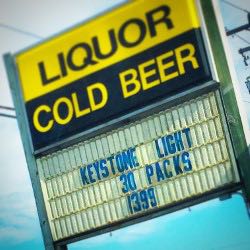 LIQUOR
COLD BEER
KEYSTONE LIGHT
30 PACKS
1399